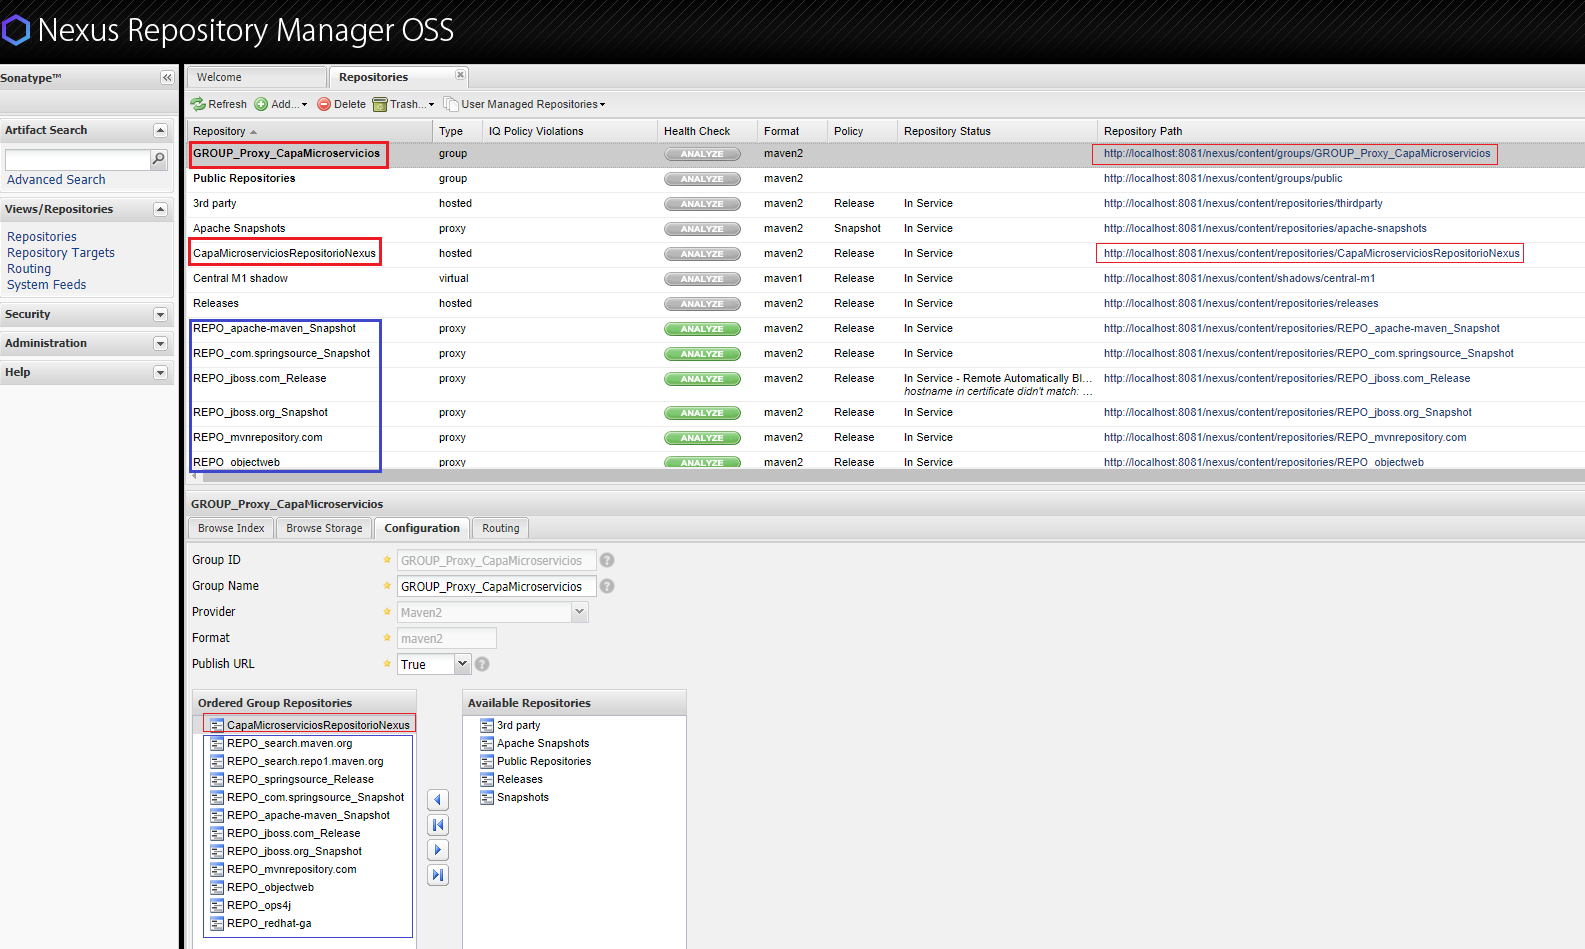 Nexus Repository Manager OSS
Sonatype™
Welcome
Repositories
Refresh
Add...
Delete
Trash...
User Managed Repositories
Artifact Search
Advanced Search
Views/Repositories
Repositories
Repository Targets
Routing
System Feeds
Security
Administration
Help
Repository Type IQ Policy Violations Health Check Format Policy Repository Status Repository Path
GROUP_Proxy_CapaMicroservicios group ANALYZE maven2 http://localhost:8081/nexus/content/groups/GROUP_Proxy_CapaMicroservicios
Public Repositories group ANALYZE maven2 http://localhost:8081/nexus/content/groups/public
3rd party hosted ANALYZE maven2 Release In Service http://localhost:8081/nexus/content/repositories/thirdparty
Apache Snapshots proxy ANALYZE maven2 Snapshot In Service http://localhost:8081/nexus/content/repositories/apache-snapshots
CapaMicroserviciosRepositorioNexus hosted ANALYZE maven2 Release In Service http://localhost:8081/nexus/content/repositories/CapaMicroserviciosRepositorioNexus
Central M1 shadow virtual ANALYZE maven1 Release In Service http://localhost:8081/nexus/content/shadows/central-m1
Releases hosted ANALYZE maven2 Release In Service http://localhost:8081/nexus/content/repositories/releases
REPO_apache-maven_Snapshot proxy ANALYZE maven2 Release In Service http://localhost:8081/nexus/content/repositories/REPO_apache-maven_Snapshot
REPO_com.springsource_Snapshot proxy ANALYZE maven2 Release In Service http://localhost:8081/nexus/content/repositories/REPO_com.springsource_Snapshot
REPO_jboss.com_Release proxy ANALYZE maven2 Release In Service - Remote Automatically Bl... http://localhost:8081/nexus/content/repositories/REPO_jboss.com_Release
hostname in certificate didn't match: ...
REPO_jboss.org_Snapshot proxy ANALYZE maven2 Release In Service http://localhost:8081/nexus/content/repositories/REPO_jboss.org_Snapshot
REPO_mvnrepository.com proxy ANALYZE maven2 Release In Service http://localhost:8081/nexus/content/repositories/REPO_mvnrepository.com
REPO_objectweb proxy ANALYZE maven2 Release In Service http://localhost:8081/nexus/content/repositories/REPO_objectweb
GROUP_Proxy_CapaMicroservicios
Browse Index
Browse Storage
Configuration
Routing
Group ID GROUP_Proxy_CapaMicroservicios
Group Name GROUP_Proxy_CapaMicroservicios
Provider Maven2
Format maven2
Publish URL True
Ordered Group Repositories
CapaMicroserviciosRepositorioNexus
REPO_search.maven.org
REPO_search.repo1.maven.org
REPO_springsource_Release
REPO_com.springsource_Snapshot
REPO_apache-maven_Snapshot
REPO_jboss.com_Release
REPO_jboss.org_Snapshot
REPO_mvnrepository.com
REPO_objectweb
REPO_ops4j
REPO_redhat-ga
Available Repositories
3rd party
Apache Snapshots
Public Repositories
Releases
Snapshots